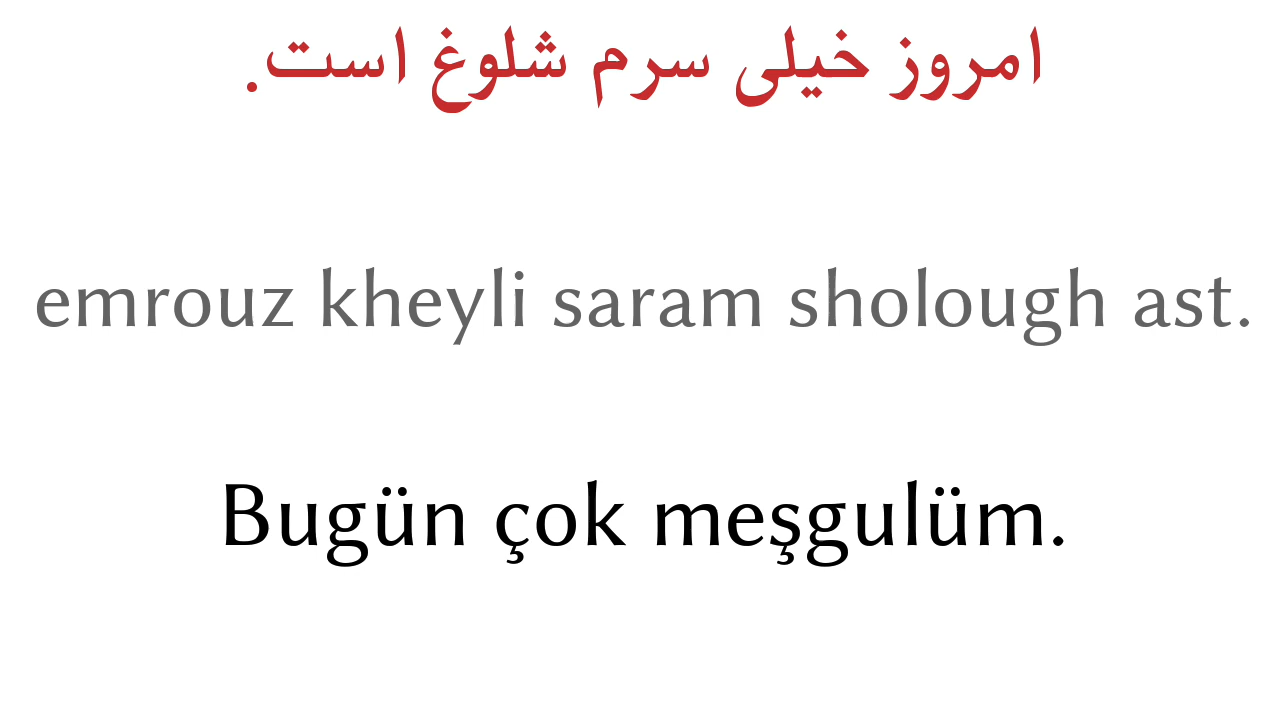 امروز خیلی سرم شلوغ است.
emrouz kheyli saram sholough ast.
Bugün çok meşgulüm.